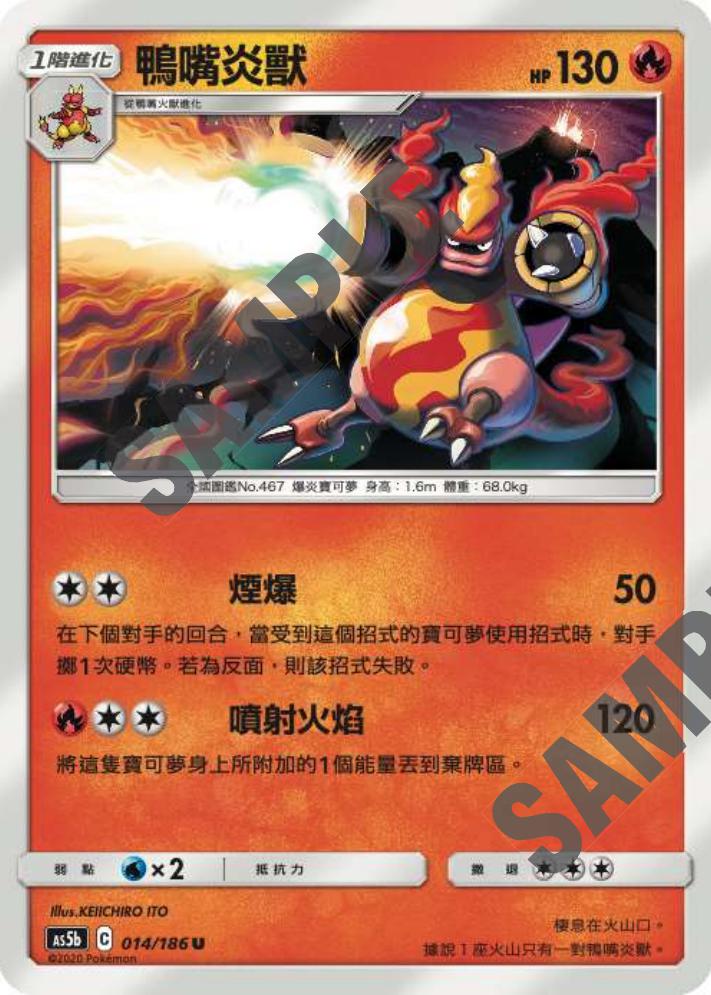 1階進化
鴨嘴炎獸
HP 130
從鴨嘴火獸進化
SAMPLE
全國圖鑑No.467 爆炎寶可夢 身高：1.6m 體重：68.0kg
煙爆 50
在下個對手的回合，當受到這個招式的寶可夢使用招式時，對手
擲1次硬幣。若為反面，則該招式失敗。
噴射火焰 120
將這隻寶可夢身上所附加的1個能量丟到棄牌區。
SAMPLE
弱點 ×2 抵抗力 撤退
Illus.KEIICHIRO ITO
棲息在火山口。
AS5b C 014/186 U
據說1座火山只有一對鴨嘴炎獸。
©2020 Pokémon